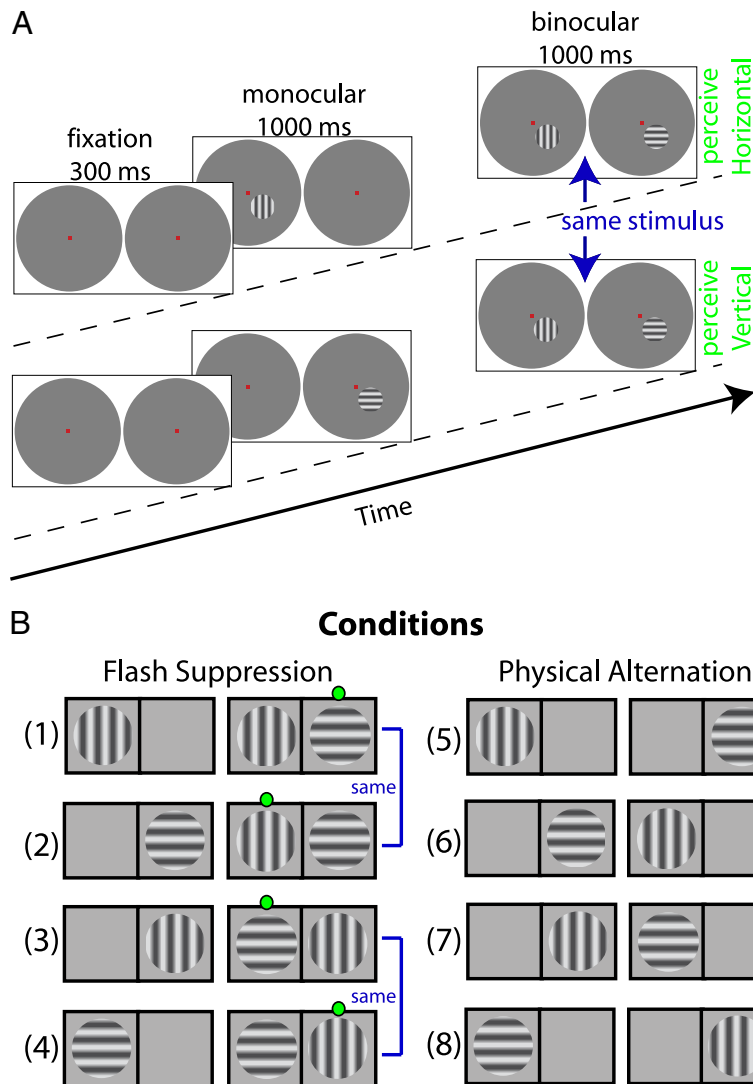 A
binocular
1000 ms
monocular
1000 ms
fixation
300 ms
perceive
Horizontal
same stimulus
perceive
Vertical
Time
B
Conditions
Flash Suppression
Physical Alternation
(1)
(5)
same
(2)
(6)
(3)
(7)
same
(4)
(8)